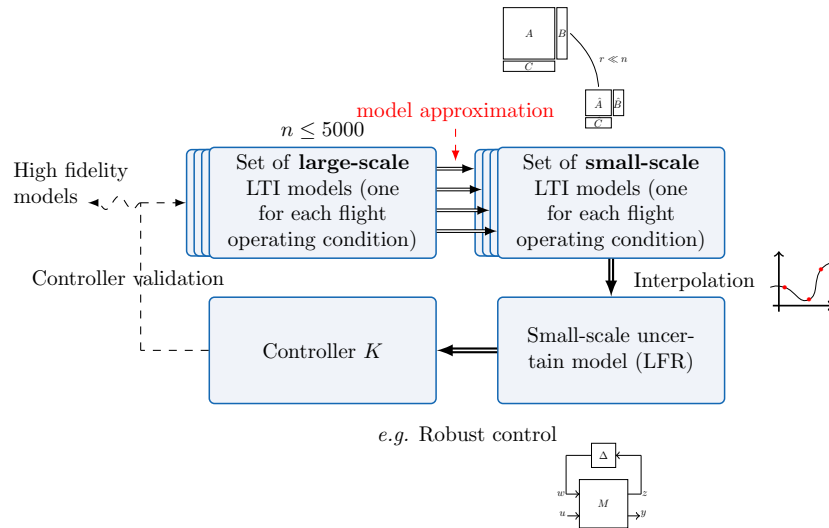 A
B
C
r ≪ n
Â
B̂
Ĉ
model approximation
n ≤ 5000
Set of large-scale
LTI models (one
for each flight
operating condition)
Set of small-scale
LTI models (one
for each flight
operating condition)
High fidelity
models
Controller validation
Interpolation
Controller K
Small-scale uncer-
tain model (LFR)
e.g. Robust control
Δ
w
z
M
u
y